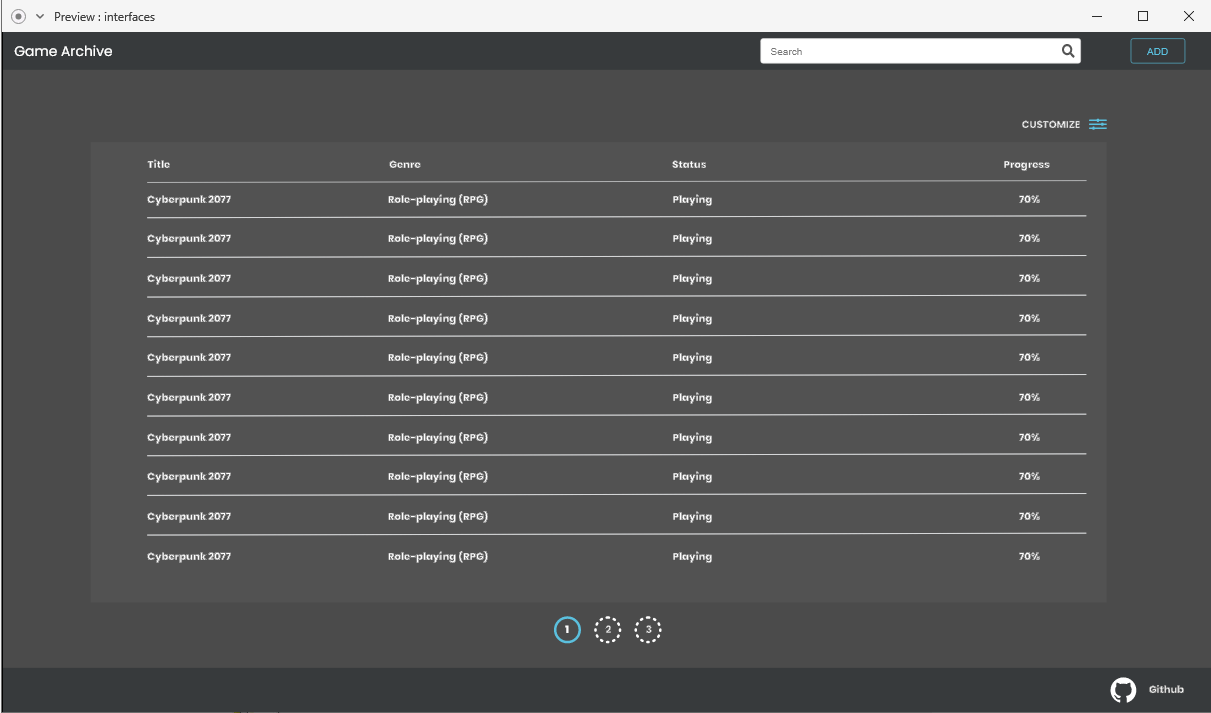 Preview : interfaces
Game Archive Search ADD
CUSTOMIZE
Title Genre Status Progress
Cyberpunk 2077 Role-playing (RPG) Playing 70%
Cyberpunk 2077 Role-playing (RPG) Playing 70%
Cyberpunk 2077 Role-playing (RPG) Playing 70%
Cyberpunk 2077 Role-playing (RPG) Playing 70%
Cyberpunk 2077 Role-playing (RPG) Playing 70%
Cyberpunk 2077 Role-playing (RPG) Playing 70%
Cyberpunk 2077 Role-playing (RPG) Playing 70%
Cyberpunk 2077 Role-playing (RPG) Playing 70%
Cyberpunk 2077 Role-playing (RPG) Playing 70%
Cyberpunk 2077 Role-playing (RPG) Playing 70%
1 2 3
Github